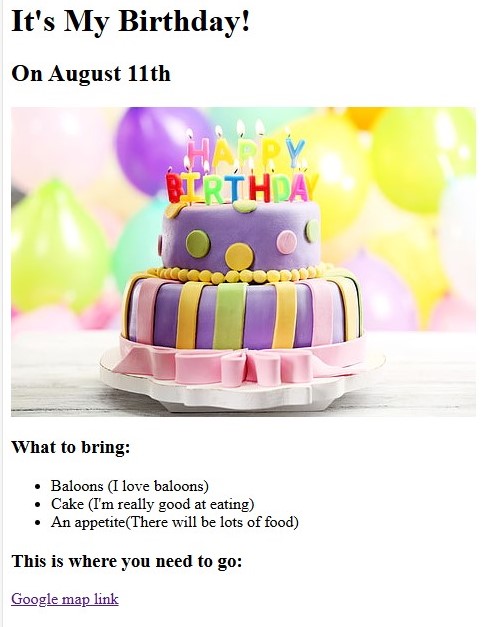 It's My Birthday!
On August 11th
HAPPY
BIRTHDAY
What to bring:
Baloons (I love baloons)
Cake (I'm really good at eating)
An appetite(There will be lots of food)
This is where you need to go:
Google map link